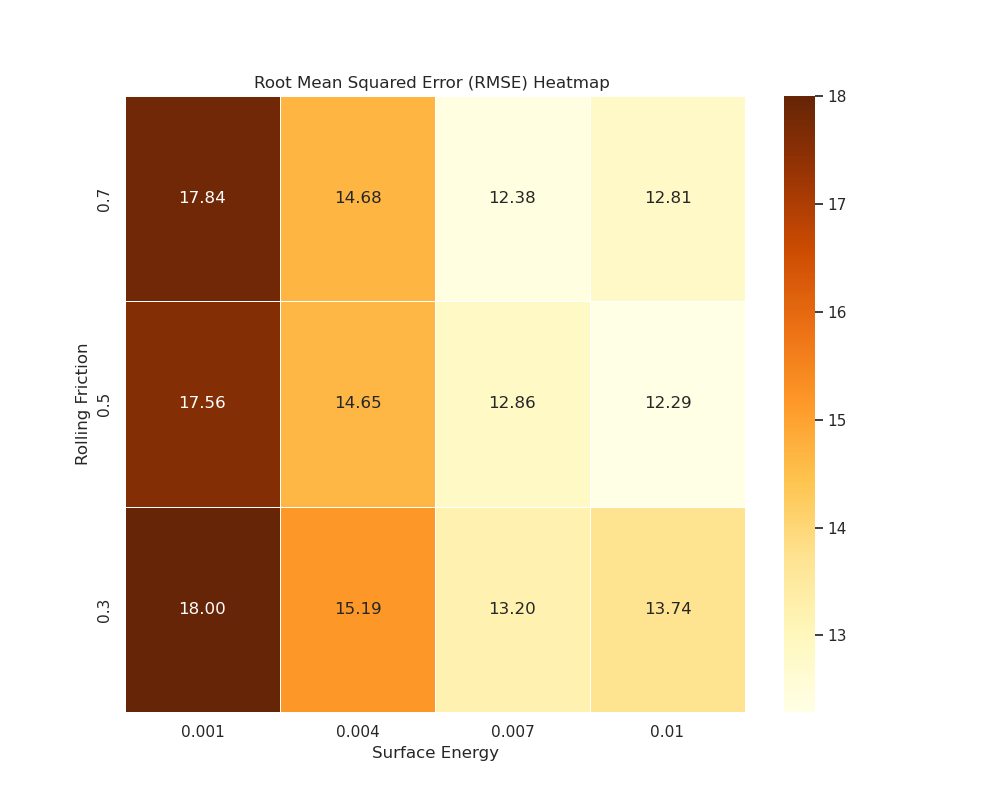 Root Mean Squared Error (RMSE) Heatmap
18
17
16
15
14
13
Rolling Friction
0.7
17.84 14.68 12.38 12.81
0.5
17.56 14.65 12.86 12.29
0.3
18.00 15.19 13.20 13.74
0.001 0.004 0.007 0.01
Surface Energy